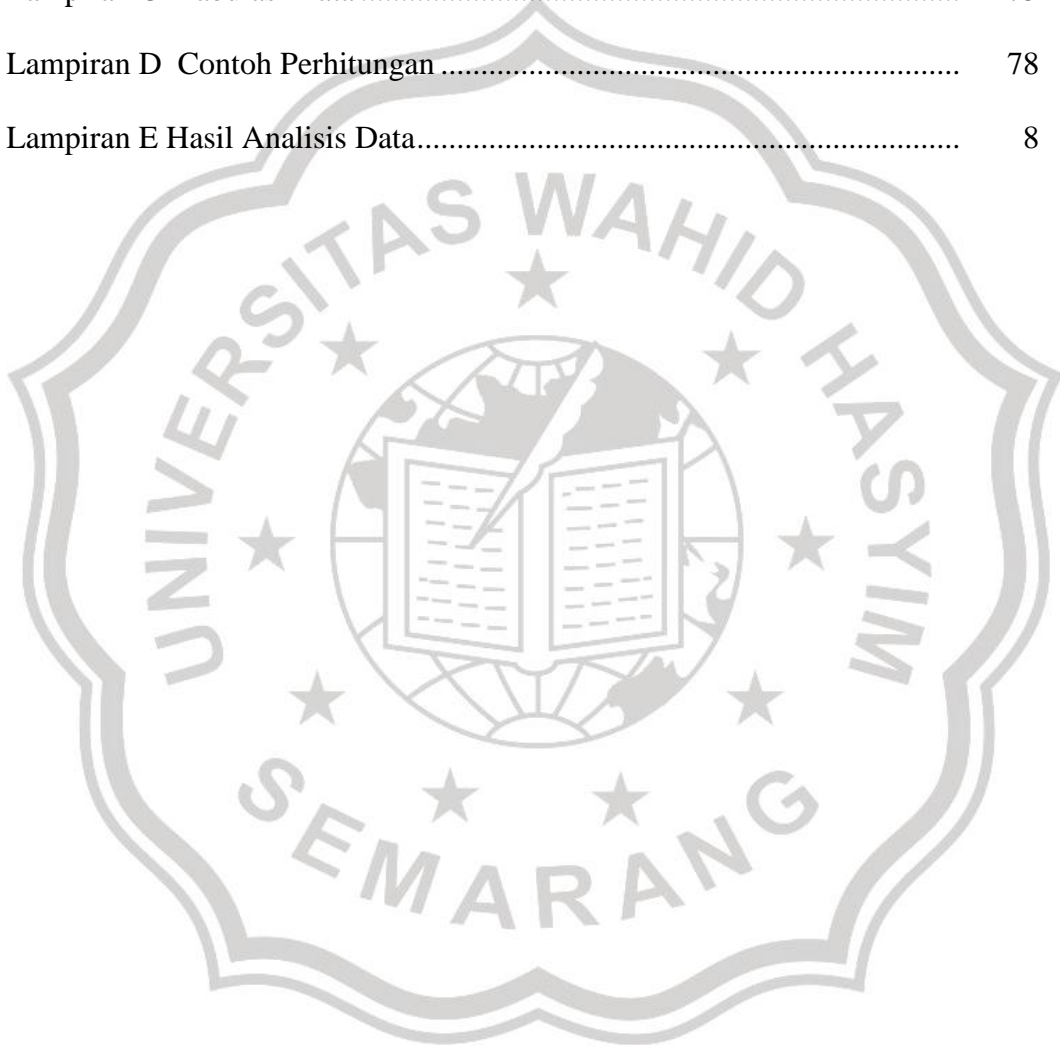 Lampiran D Contoh Perhitungan ................................................................ 78
Lampiran E Hasil Analisis Data.................................................................... 8
UNIVERSITAS WAHID HASYIM
SEMARANG